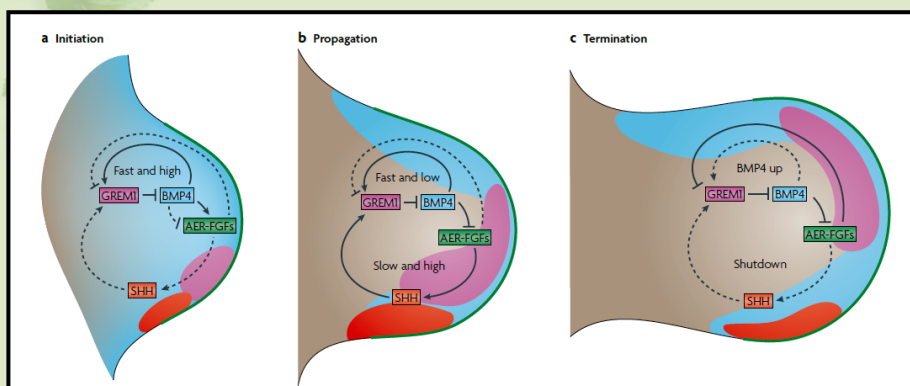 a Initiation
Fast and high
GREM1
BMP4
AER-FGFs
SHH
b Propagation
Fast and low
GREM1
BMP4
AER-FGFs
Slow and high
SHH
c Termination
BMP4 up
GREM1
BMP4
AER-FGFs
Shutdown
SHH